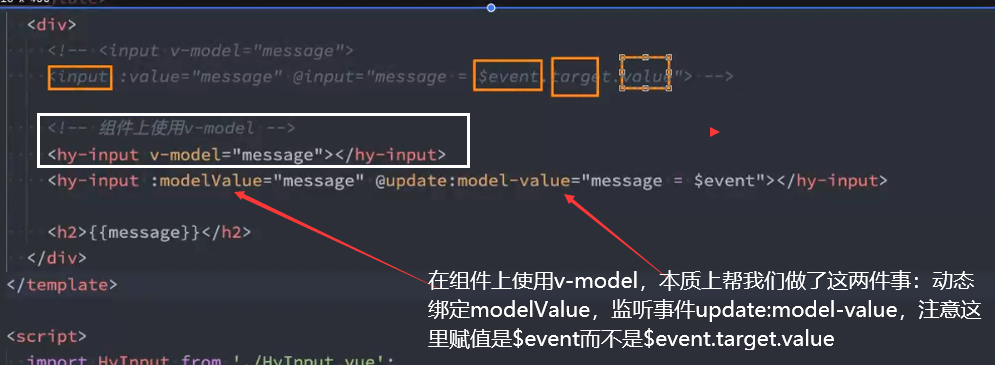 <div>
<!-- <input v-model="message">
<input :value="message" @input="message = $event.target.value"> -->
<!-- 组件上使用v-model -->
<hy-input v-model="message"></hy-input>
<hy-input :modelValue="message" @update:model-value="message = $event"></hy-input>
<h2>{{message}}</h2>
</div>
</template>
在组件上使用v-model，本质上帮我们做了这两件事：动态
绑定modelValue，监听事件update:model-value，注意这
里赋值是$event而不是$event.target.value
<script>
import HyInput from './HyInput.vue';